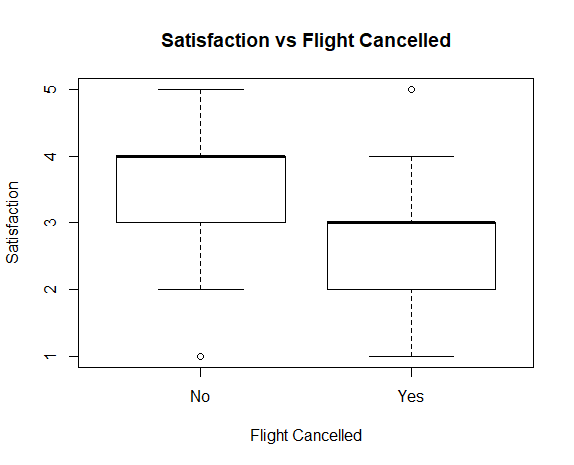 Satisfaction vs Flight Cancelled
5
4
3
2
1
Satisfaction
No Yes
Flight Cancelled